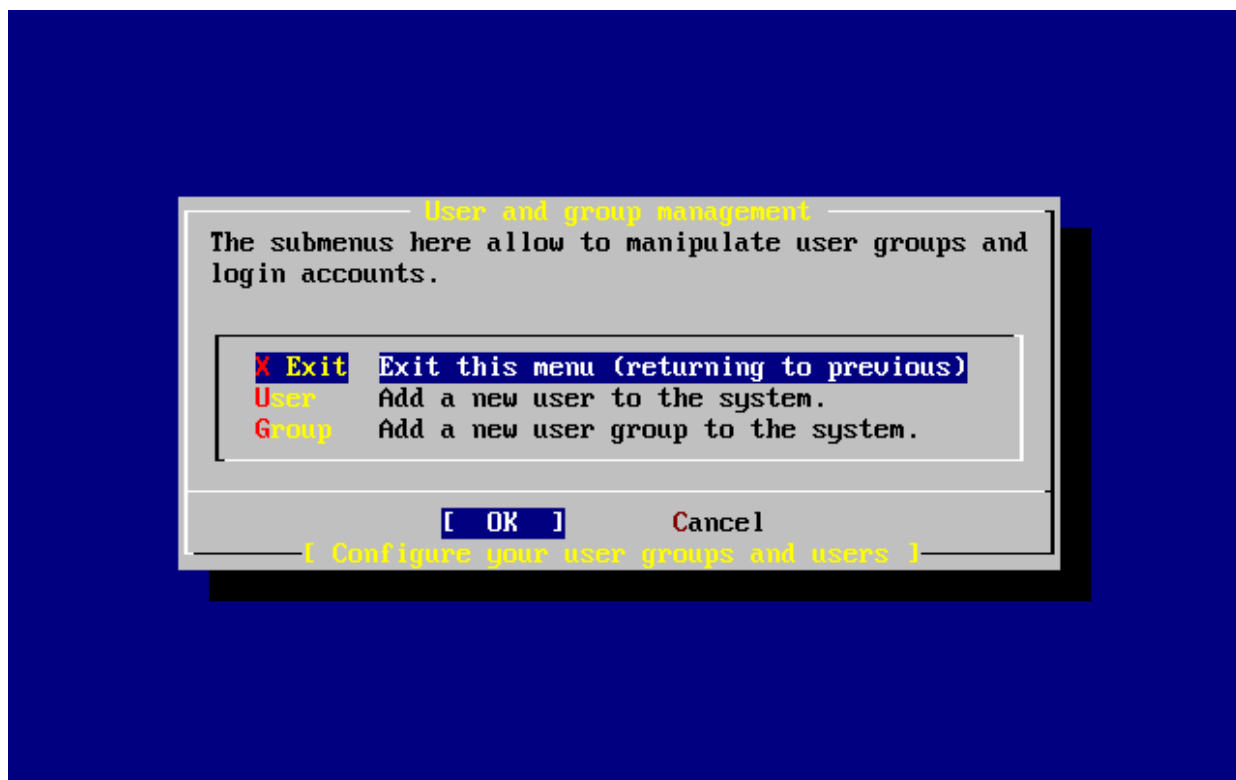 User and group management
The submenus here allow to manipulate user groups and
login accounts.
X Exit Exit this menu (returning to previous)
User Add a new user to the system.
Group Add a new user group to the system.
[ OK ] Cancel
[ Configure your user groups and users ]